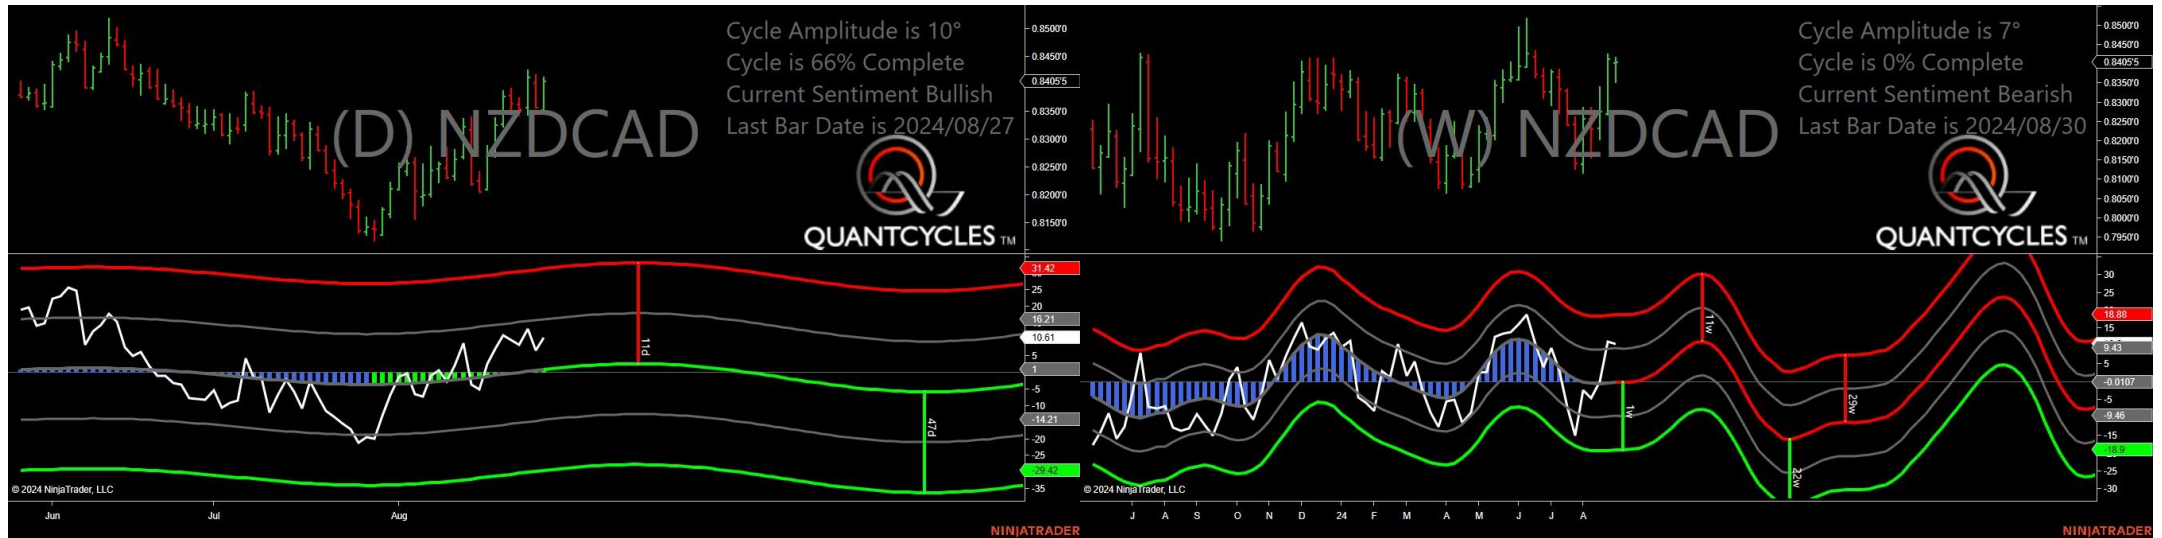 Cycle Amplitude is 10°
Cycle is 66% Complete
Current Sentiment Bullish
Last Bar Date is 2024/08/27
(D) NZDCAD
QUANTCYCLES TM
0.8500'0
0.8450'0
0.8405'5
0.8350'0
0.8300'0
0.8250'0
0.8200'0
0.8150'0
31.42
25
20
16.21
10.61
5
1
-5
-10
-14.21
-20
-25
-29.42
-35
11d
47d
© 2024 NinjaTrader, LLC
Jun
Jul
Aug
NINJATRADER
Cycle Amplitude is 7°
Cycle is 0% Complete
Current Sentiment Bearish
Last Bar Date is 2024/08/30
(W) NZDCAD
QUANTCYCLES TM
0.8500'0
0.8450'0
0.8405'5
0.8350'0
0.8300'0
0.8250'0
0.8200'0
0.8150'0
0.8100'0
0.8050'0
0.8000'0
0.7950'0
30
25
18.88
15
9.43
5
-0.0107
-5
-9.46
-15
-18.9
-25
-30
11w
1w
29w
22w
© 2024 NinjaTrader, LLC
J
A
S
O
N
D
24
F
M
A
M
J
J
A
NINJATRADER